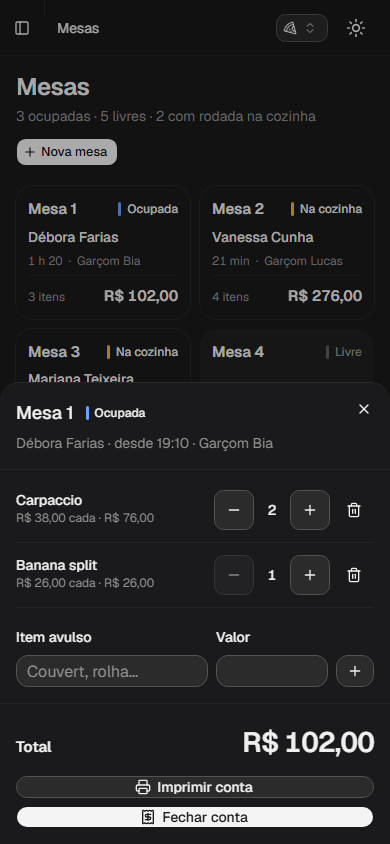 Mesas
Mesas
3 ocupadas · 5 livres · 2 com rodada na cozinha
+ Nova mesa
Mesa 1 Ocupada
Débora Farias
1 h 20 · Garçom Bia
3 itens R$ 102,00
Mesa 2 Na cozinha
Vanessa Cunha
21 min · Garçom Lucas
4 itens R$ 276,00
Mesa 3 Na cozinha
Mariana Teixeira
Mesa 4 Livre
Mesa 1 Ocupada
Débora Farias · desde 19:10 · Garçom Bia
Carpaccio
R$ 38,00 cada · R$ 76,00
2
Banana split
R$ 26,00 cada · R$ 26,00
1
Item avulso Valor
Couvert, rolha...
Total R$ 102,00
Imprimir conta
Fechar conta